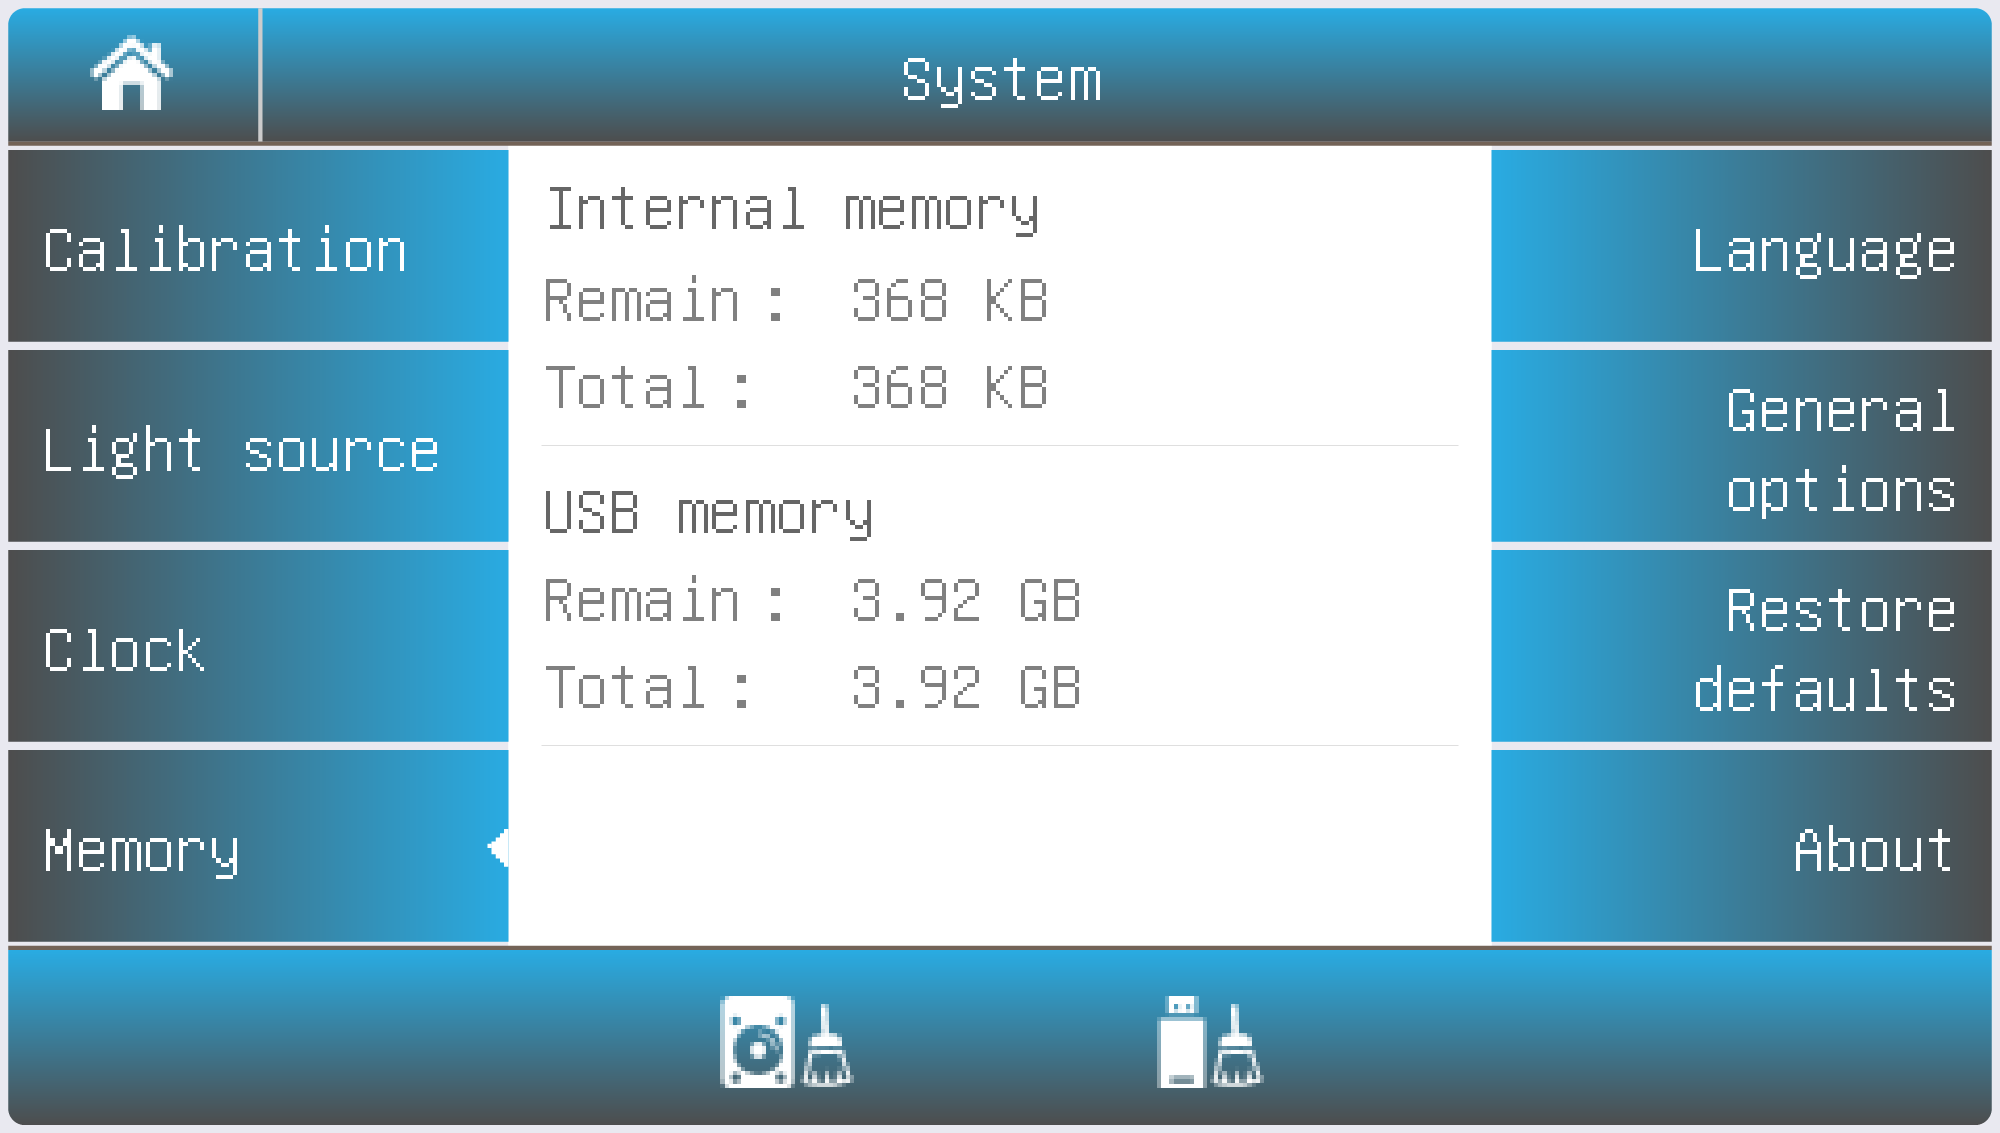 System
Calibration
Light source
Clock
Memory
Internal memory
Remain : 368 KB
Total : 368 KB
USB memory
Remain : 3.92 GB
Total : 3.92 GB
Language
General
options
Restore
defaults
About